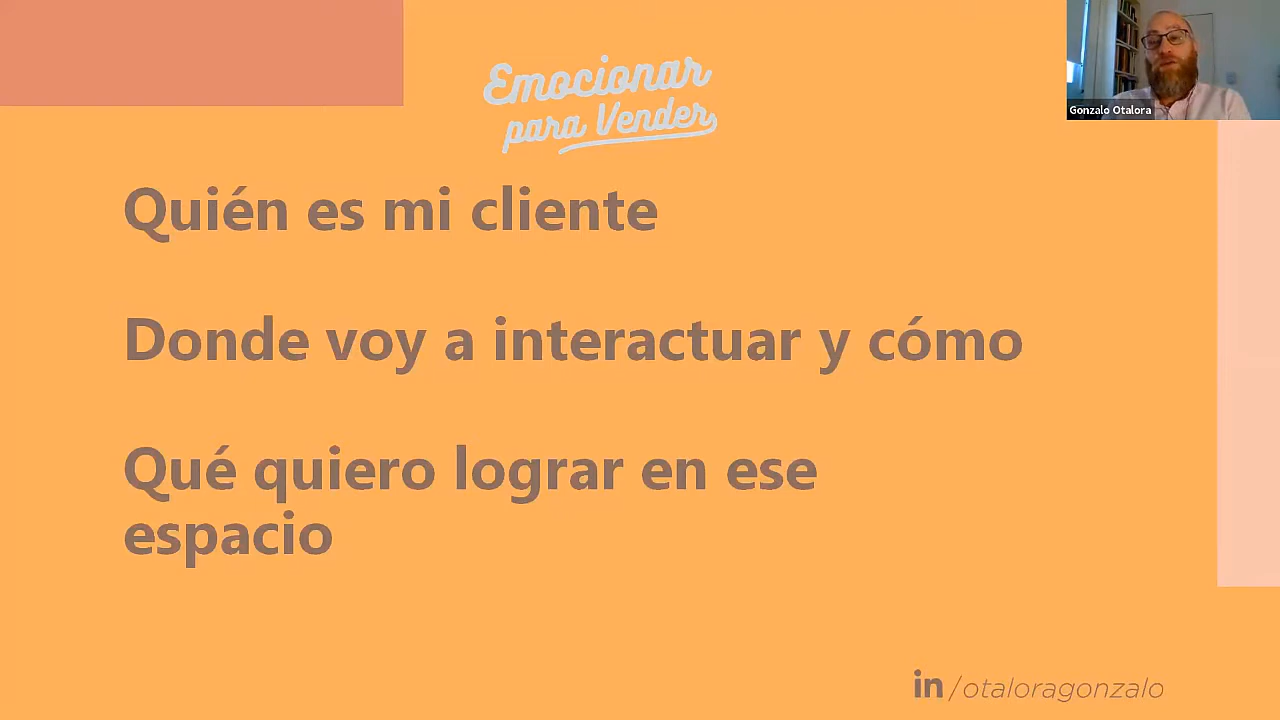 Emocionar
para Vender
Gonzalo Otalora
Quién es mi cliente
Donde voy a interactuar y cómo
Qué quiero lograr en ese
espacio
in/otaloragonzalo